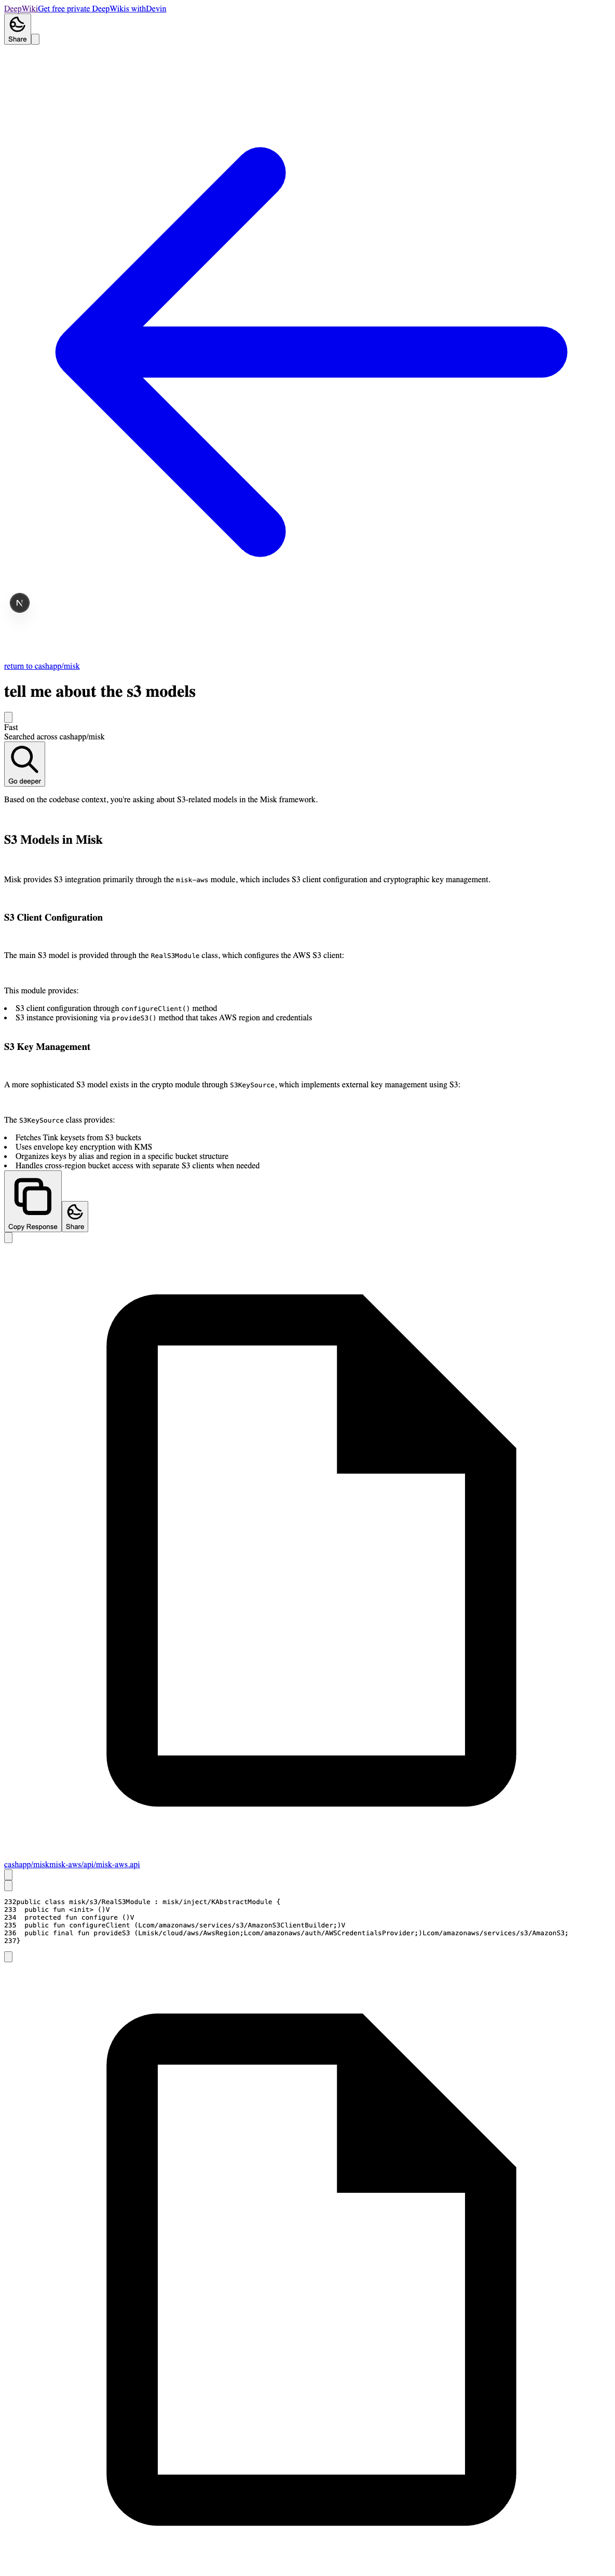 DeepWikiGet free private DeepWikis withDevin
Share
N
return to cashapp/misk
tell me about the s3 models
Fast
Searched across cashapp/misk
Go deeper
Based on the codebase context, you're asking about S3-related models in the Misk framework.
S3 Models in Misk
Misk provides S3 integration primarily through the misk-aws module, which includes S3 client configuration and cryptographic key management.
S3 Client Configuration
The main S3 model is provided through the RealS3Module class, which configures the AWS S3 client:
This module provides:
• S3 client configuration through configureClient() method
• S3 instance provisioning via provideS3() method that takes AWS region and credentials
S3 Key Management
A more sophisticated S3 model exists in the crypto module through S3KeySource, which implements external key management using S3:
The S3KeySource class provides:
• Fetches Tink keysets from S3 buckets
• Uses envelope key encryption with KMS
• Organizes keys by alias and region in a specific bucket structure
• Handles cross-region bucket access with separate S3 clients when needed
Copy Response Share
cashapp/miskmisk-aws/api/misk-aws.api
232public class misk/s3/RealS3Module : misk/inject/KAbstractModule {
233  public fun <init> ()V
234  protected fun configure ()V
235  public fun configureClient (Lcom/amazonaws/services/s3/AmazonS3ClientBuilder;)V
236  public final fun provideS3 (Lmisk/cloud/aws/AwsRegion;Lcom/amazonaws/auth/AWSCredentialsProvider;)Lcom/amazonaws/services/s3/AmazonS3;
237}